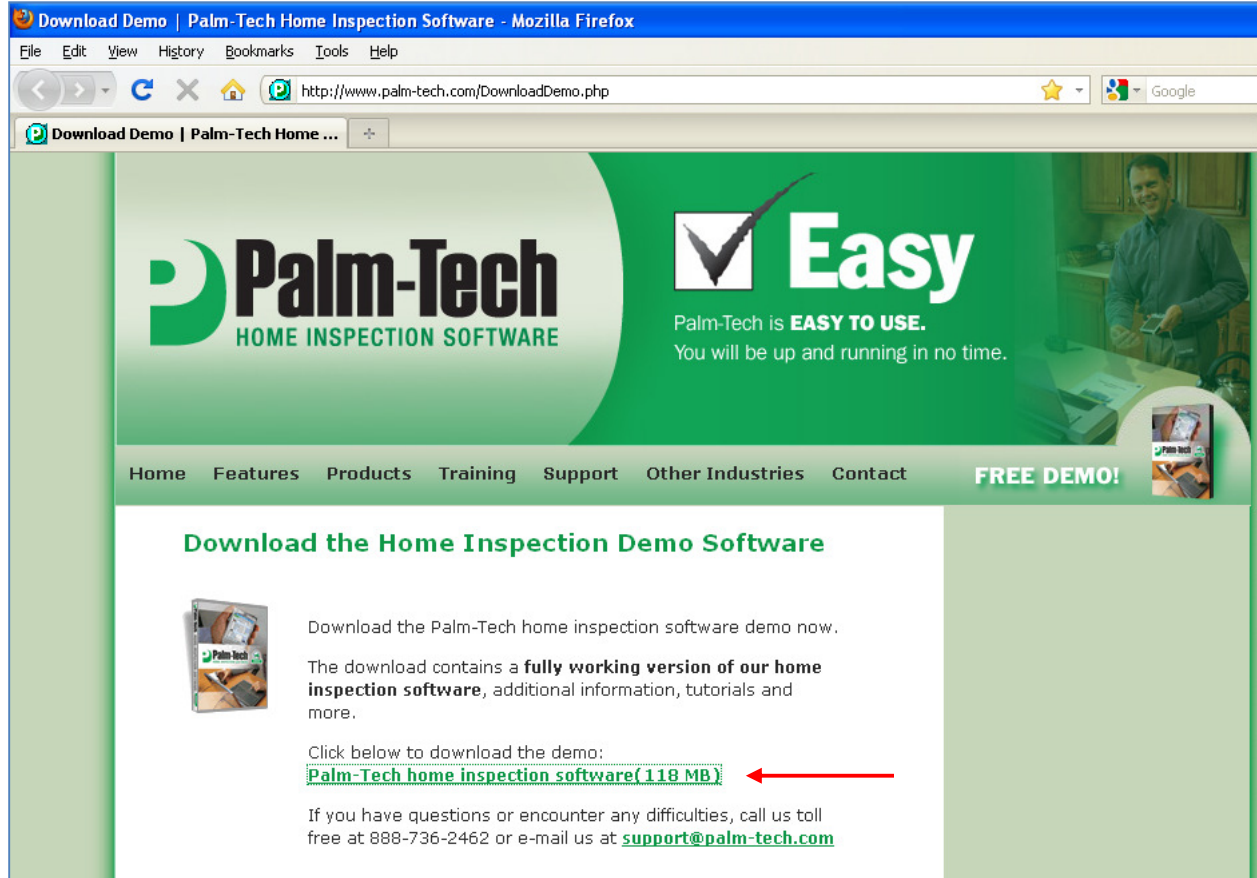 Download Demo | Palm-Tech Home Inspection Software - Mozilla Firefox
File Edit View History Bookmarks Tools Help
http://www.palm-tech.com/DownloadDemo.php
Google
Download Demo | Palm-Tech Home ...
Palm-Tech
HOME INSPECTION SOFTWARE
Easy
Palm-Tech is EASY TO USE.
You will be up and running in no time.
Home Features Products Training Support Other Industries Contact FREE DEMO!
Palm-Tech
Download the Home Inspection Demo Software
Palm-Tech
Download the Palm-Tech home inspection software demo now.
The download contains a fully working version of our home
inspection software, additional information, tutorials and
more.
Click below to download the demo:
Palm-Tech home inspection software(118 MB)
If you have questions or encounter any difficulties, call us toll
free at 888-736-2462 or e-mail us at support@palm-tech.com